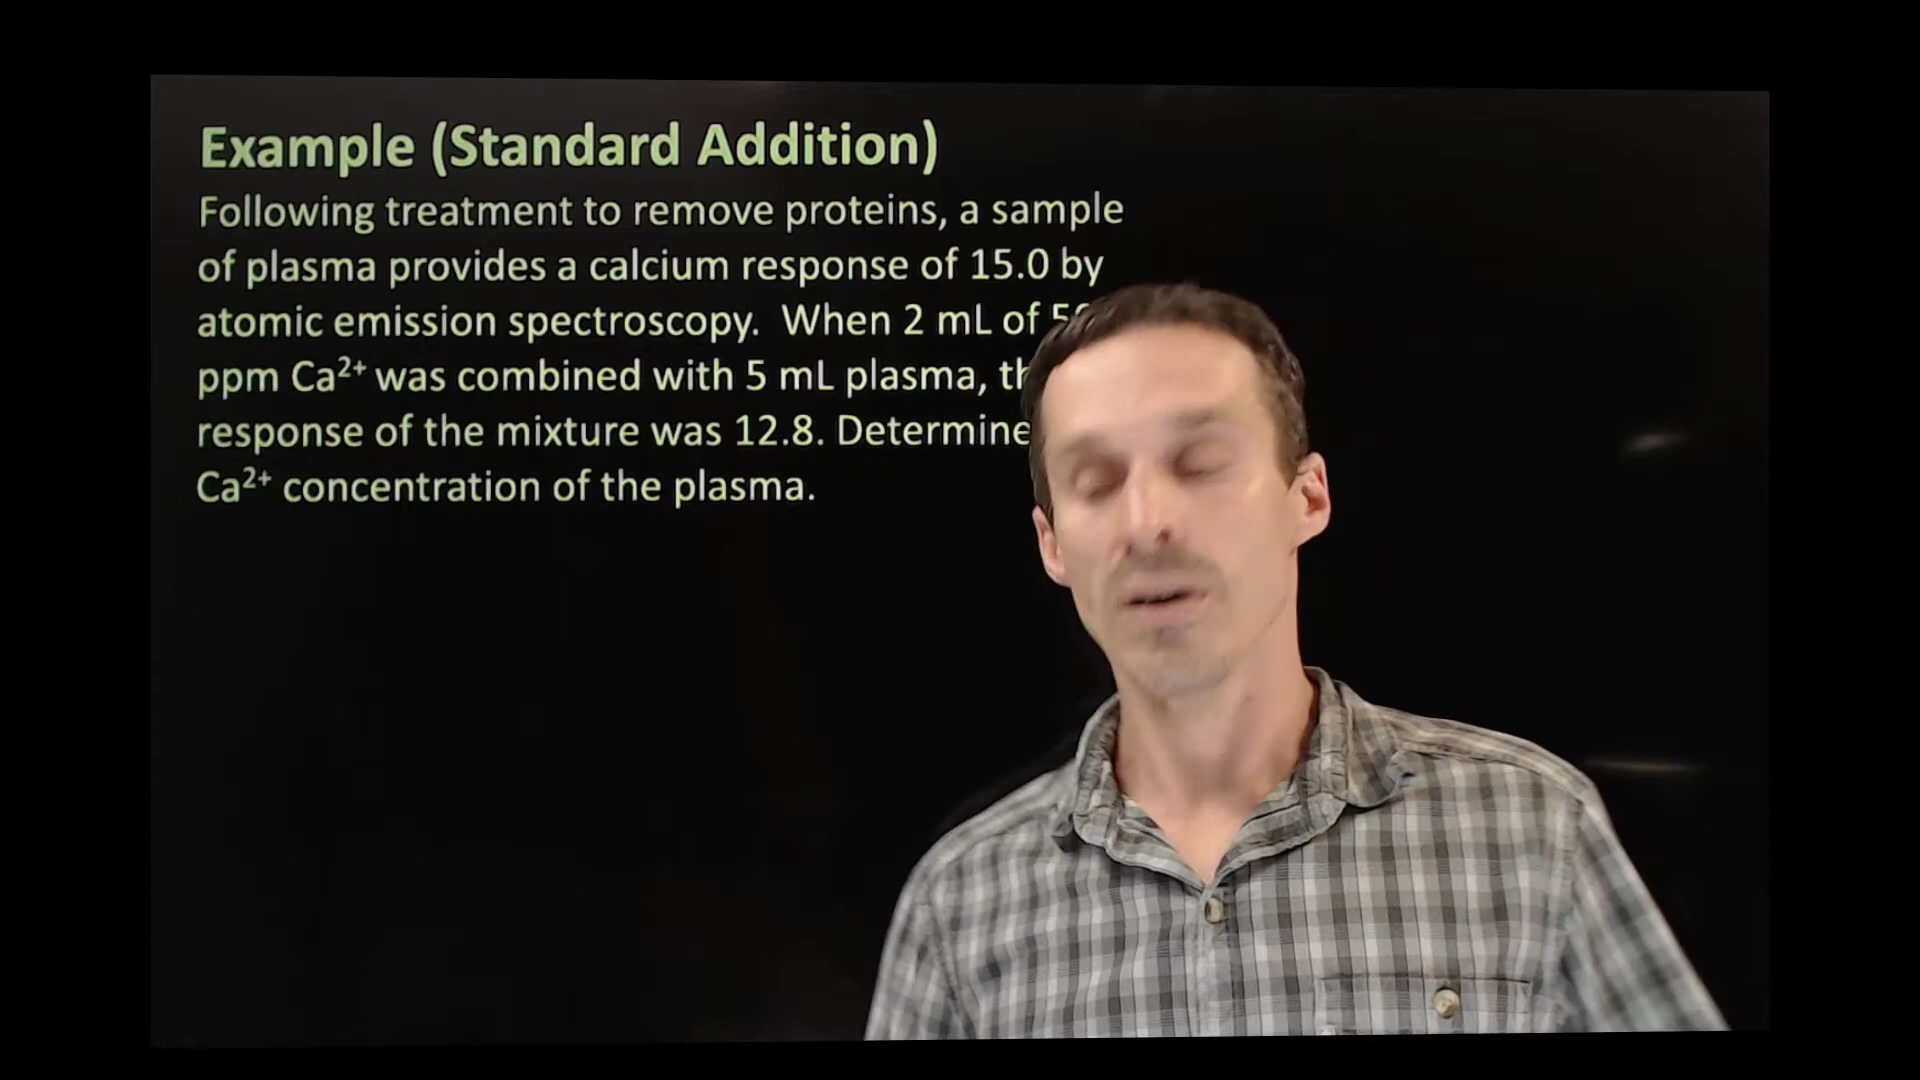 Example (Standard Addition)
Following treatment to remove proteins, a sample
of plasma provides a calcium response of 15.0 by
atomic emission spectroscopy. When 2 mL of
ppm Ca²⁺ was combined with 5 mL plasma,
response of the mixture was 12.8. Determine
Ca²⁺ concentration of the plasma.